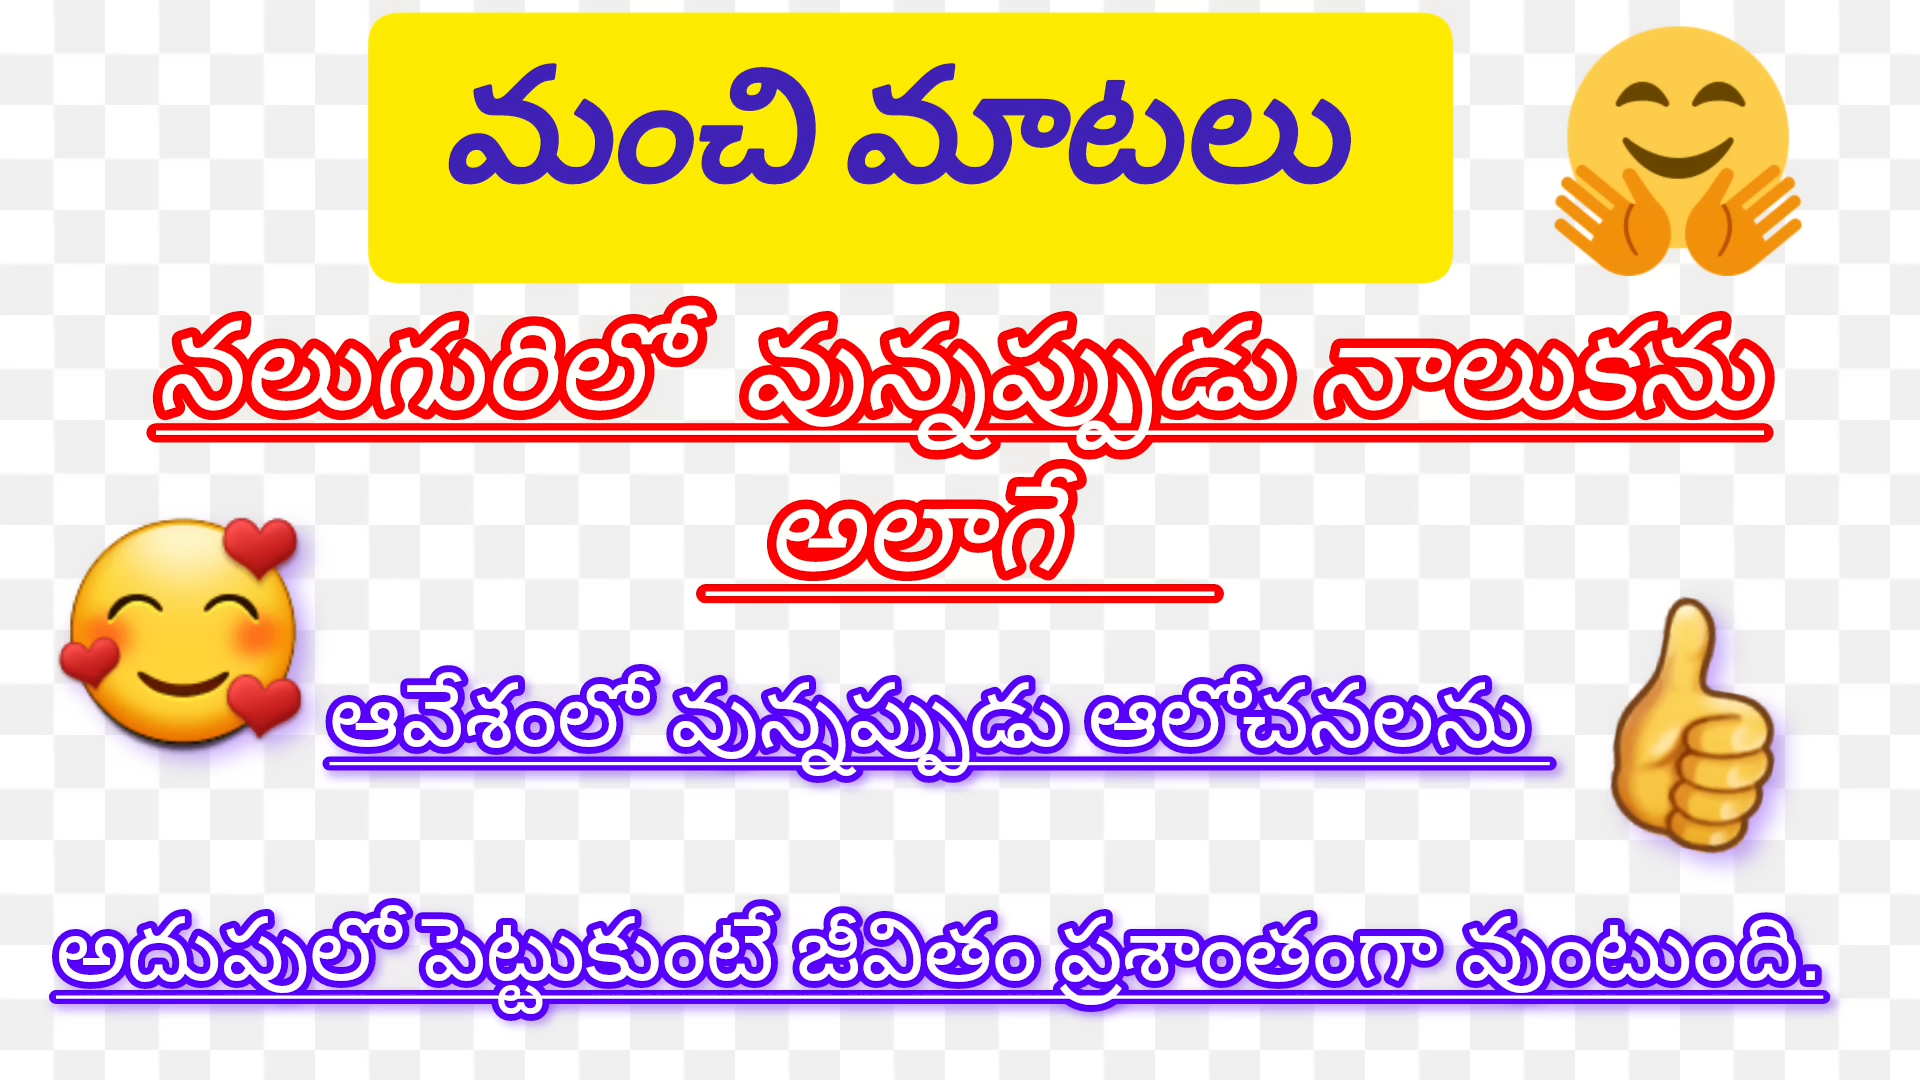 మంచి మాటలు
నలుగురిలో వున్నప్పుడు నాలుకను
అలాగే
ఆవేశంలో వున్నప్పుడు ఆలోచనలను
అదుపులో పెట్టుకుంటే జీవితం ప్రశాంతంగా వుంటుంది.